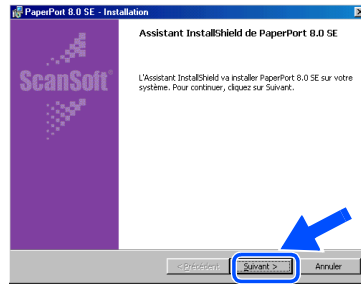 PaperPort 8.0 SE - Installation
Assistant InstallShield de PaperPort 8.0 SE
ScanSoft®
L'Assistant InstallShield va installer PaperPort 8.0 SE sur votre
système. Pour continuer, cliquez sur Suivant.
< Précédent Suivant > Annuler